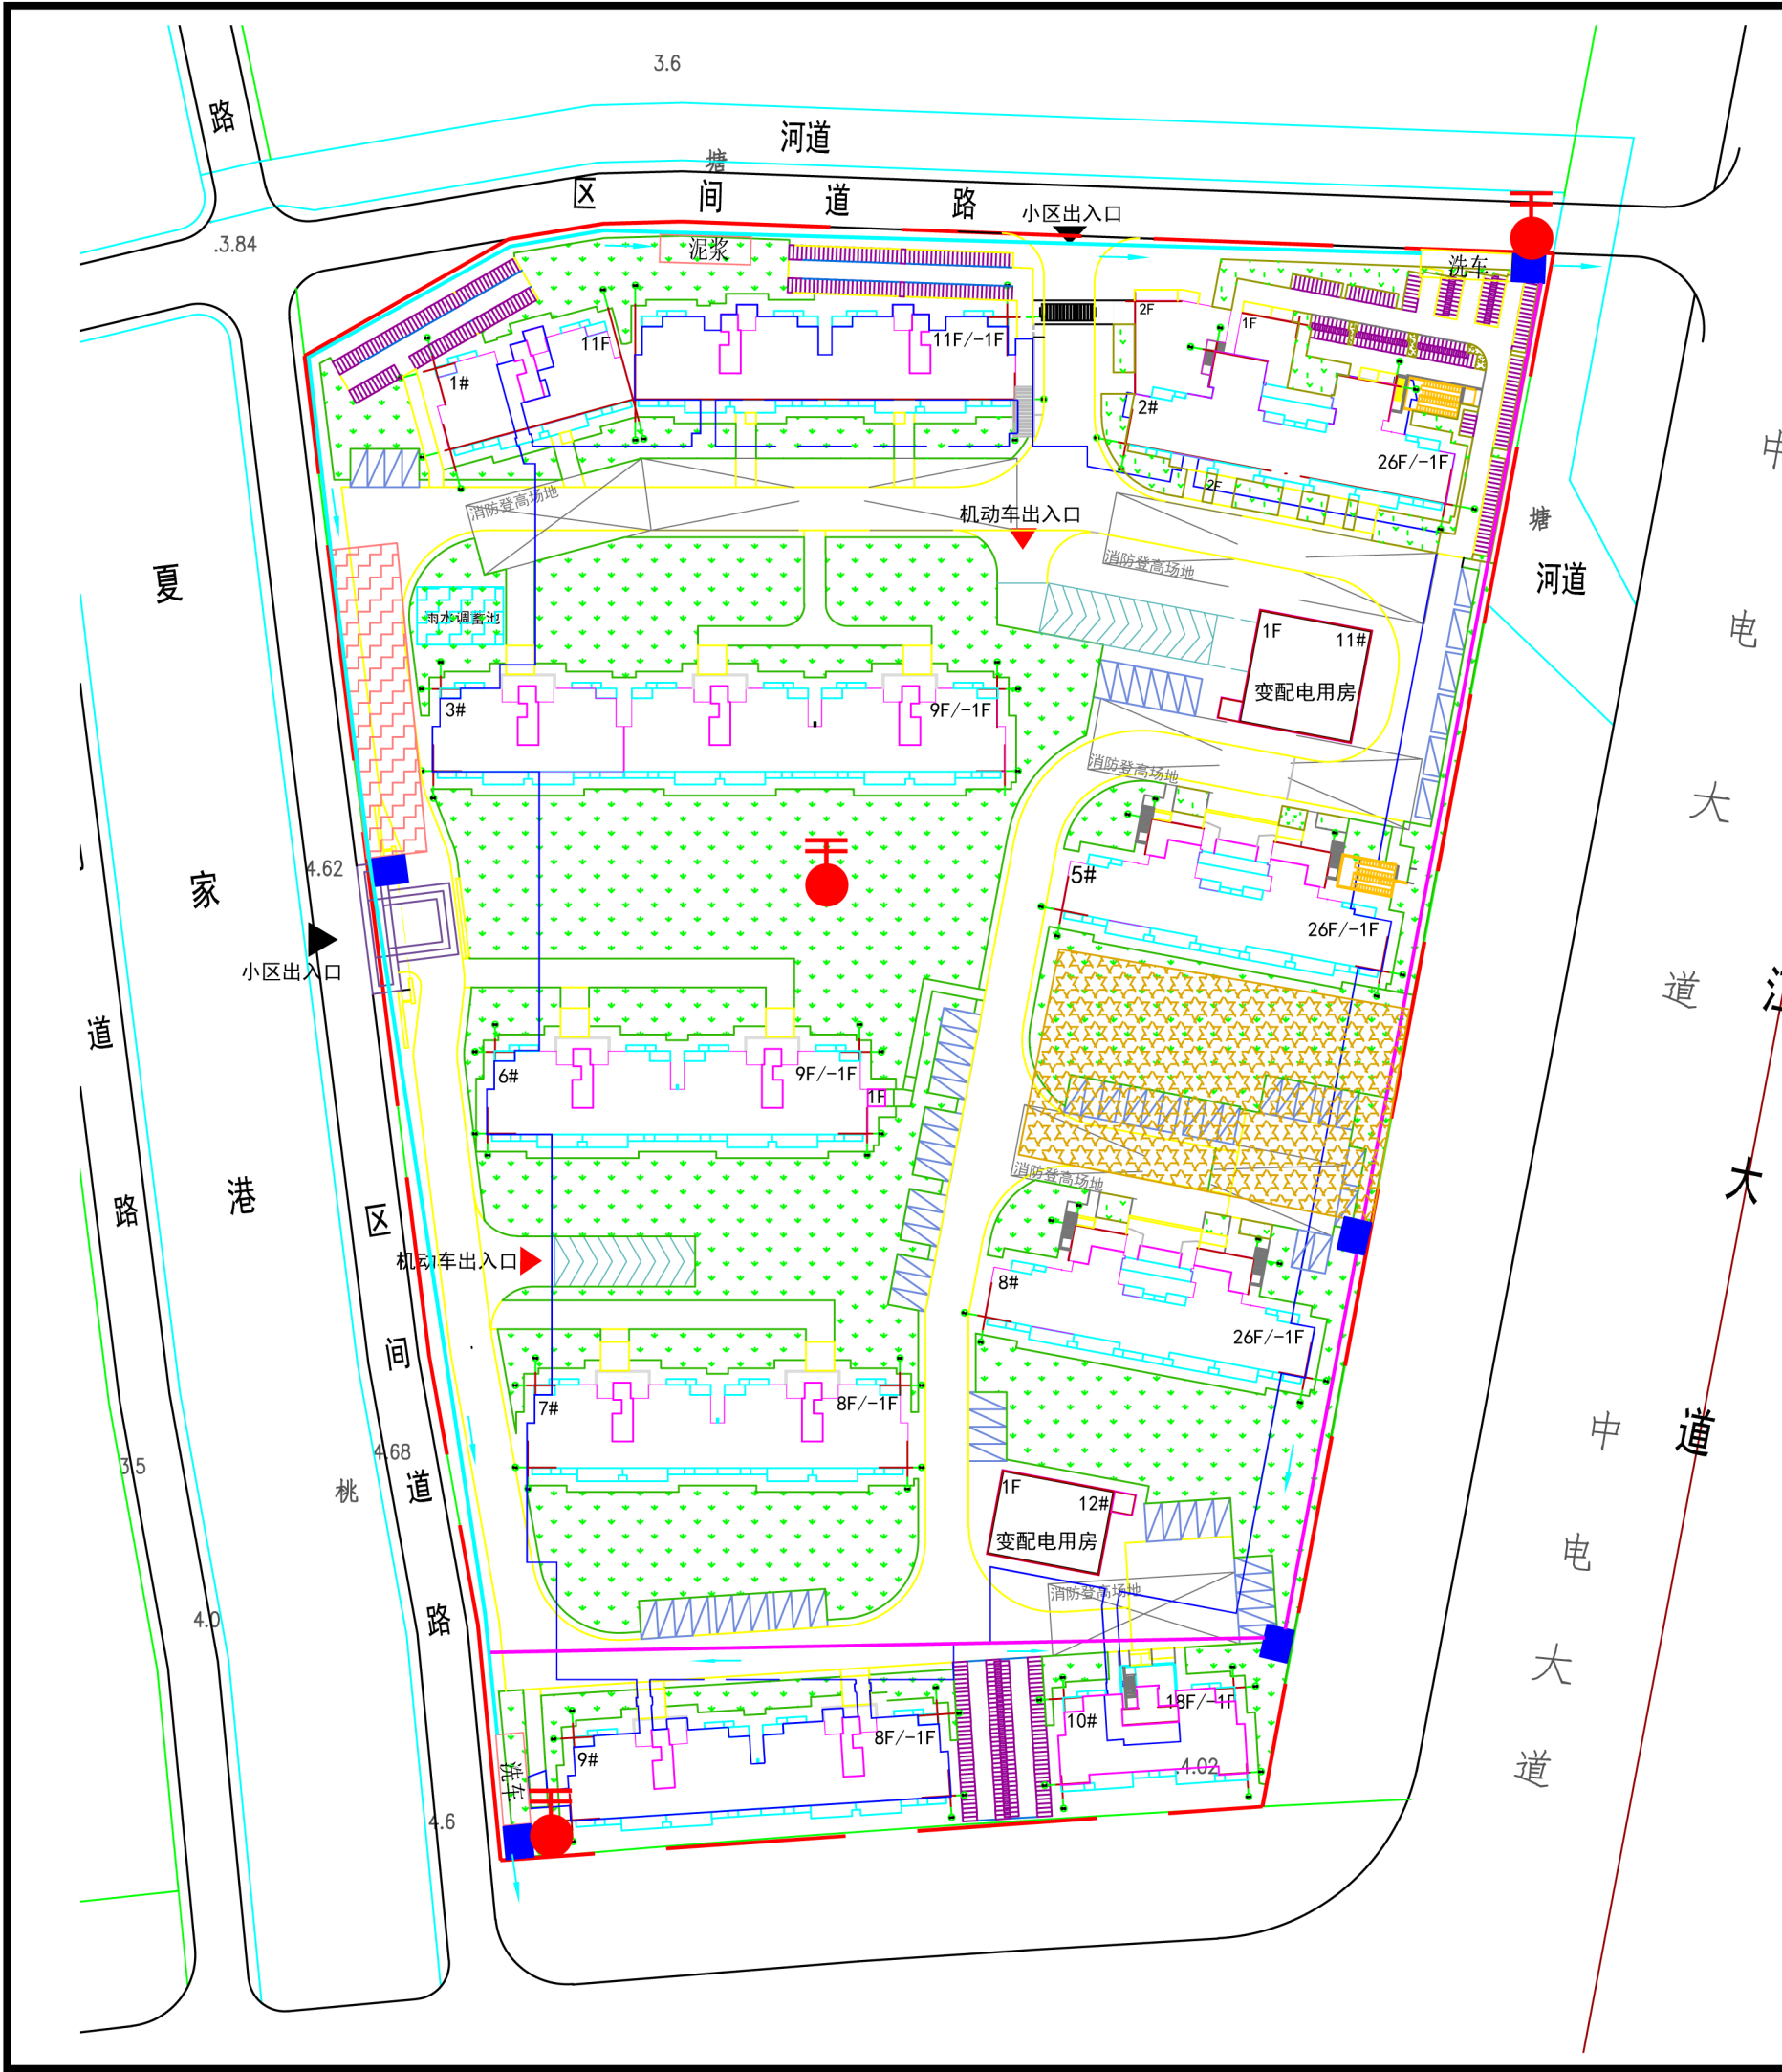 3.6
路
河道
塘
区间道路
小区出入口
.3.84
泥浆
洗车
2F
1F
11F
11F/-1F
1#
2#
26F/-1F
2F
中
消防登高场地
机动车出入口
塘
消防登高场地
河道
夏
雨水调蓄池
1F
11#
电
变配电用房
3#
9F/-1F
消防登高场地
大
4.62
家
5#
26F/-1F
小区出入口
道
道
6#
9F/-1F
1F
消防登高场地
大
港
路
区
机动车出入口
8#
26F/-1F
间
7#
8F/-1F
中
道
4.68
3.5
桃
道
1F
12#
变配电用房
电
消防登高场地
4.0
路
大
18F/-1F
10#
9#
8F/-1F
4.02
洗车
道
4.6